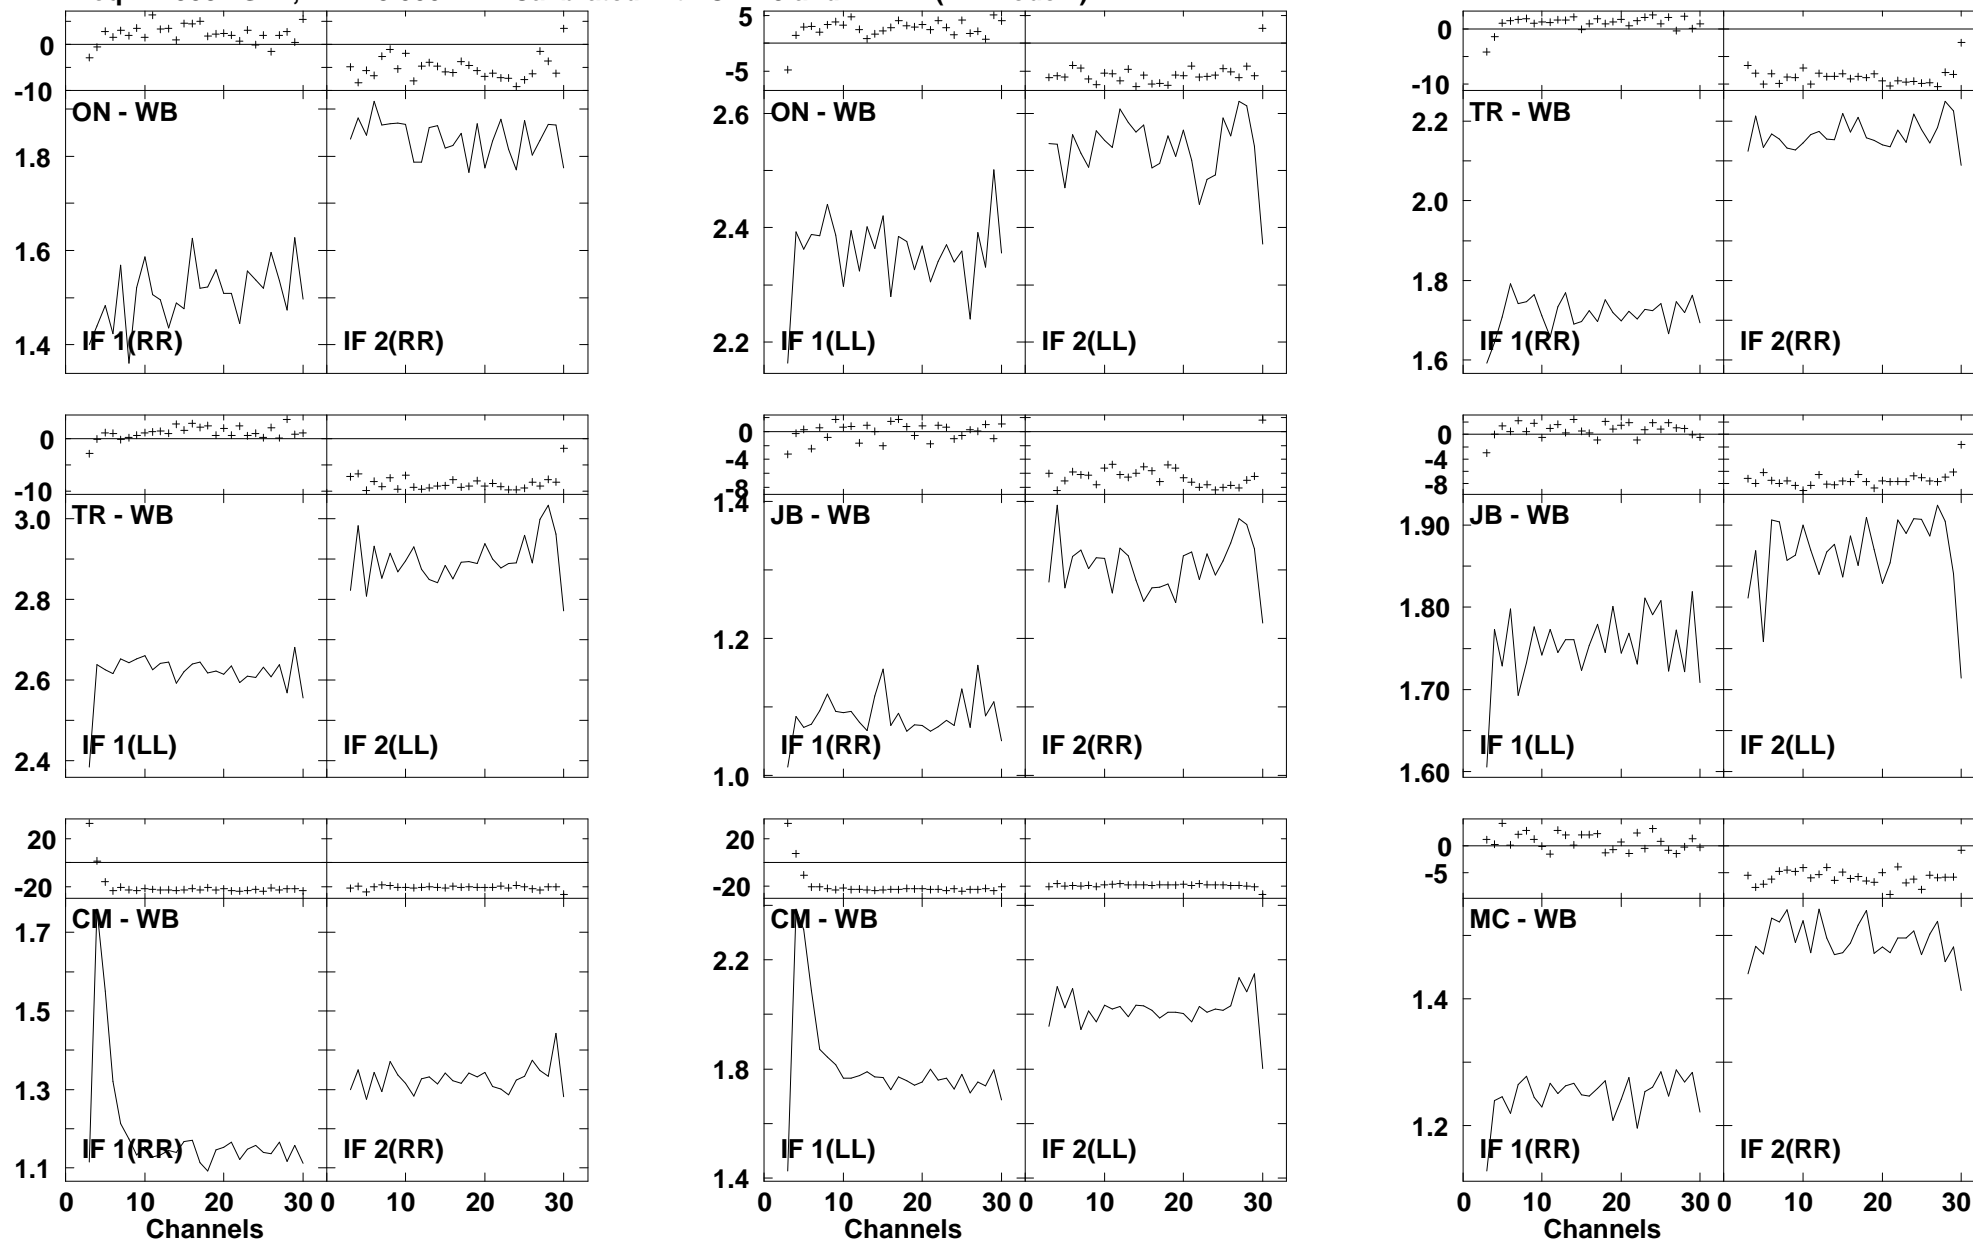 0
-10
ON - WB
1.8
1.6
1.4
IF 1(RR)
IF 2(RR)
5
-5
ON - WB
2.6
2.4
2.2
IF 1(LL)
IF 2(LL)
0
-10
TR - WB
2.2
2.0
1.8
1.6
IF 1(RR)
IF 2(RR)
0
-10
TR - WB
3.0
2.8
2.6
2.4
IF 1(LL)
IF 2(LL)
0
-4
-8
JB - WB
1.4
1.2
1.0
IF 1(RR)
IF 2(RR)
0
-4
-8
JB - WB
1.90
1.80
1.70
1.60
IF 1(LL)
IF 2(LL)
20
-20
CM - WB
1.7
1.5
1.3
1.1
IF 1(RR)
IF 2(RR)
0 10 20 30 0 10 20 30
Channels
20
-20
CM - WB
2.2
1.8
1.4
IF 1(LL)
IF 2(LL)
0 10 20 30 0 10 20 30
Channels
0
-5
MC - WB
1.4
1.2
IF 1(RR)
IF 2(RR)
0 10 20 30 0 10 20 30
Channels